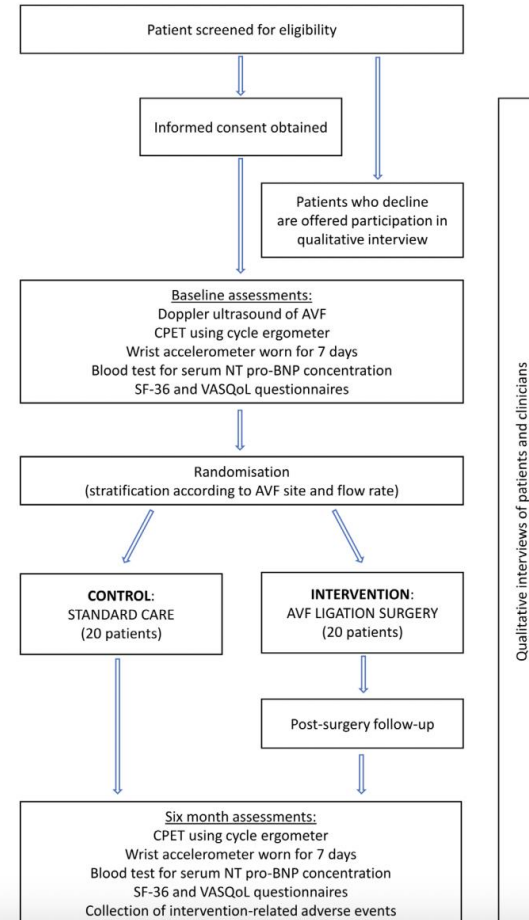 Patient screened for eligibility
Informed consent obtained
Patients who decline
are offered participation in
qualitative interview
Baseline assessments:
Doppler ultrasound of AVF
CPET using cycle ergometer
Wrist accelerometer worn for 7 days
Blood test for serum NT pro-BNP concentration
SF-36 and VASQoL questionnaires
Randomisation
(stratification according to AVF site and flow rate)
CONTROL:
STANDARD CARE
(20 patients)
INTERVENTION:
AVF LIGATION SURGERY
(20 patients)
Post-surgery follow-up
Six month assessments:
CPET using cycle ergometer
Wrist accelerometer worn for 7 days
Blood test for serum NT pro-BNP concentration
SF-36 and VASQoL questionnaires
Collection of intervention-related adverse events
Qualitative interviews of patients and clinicians